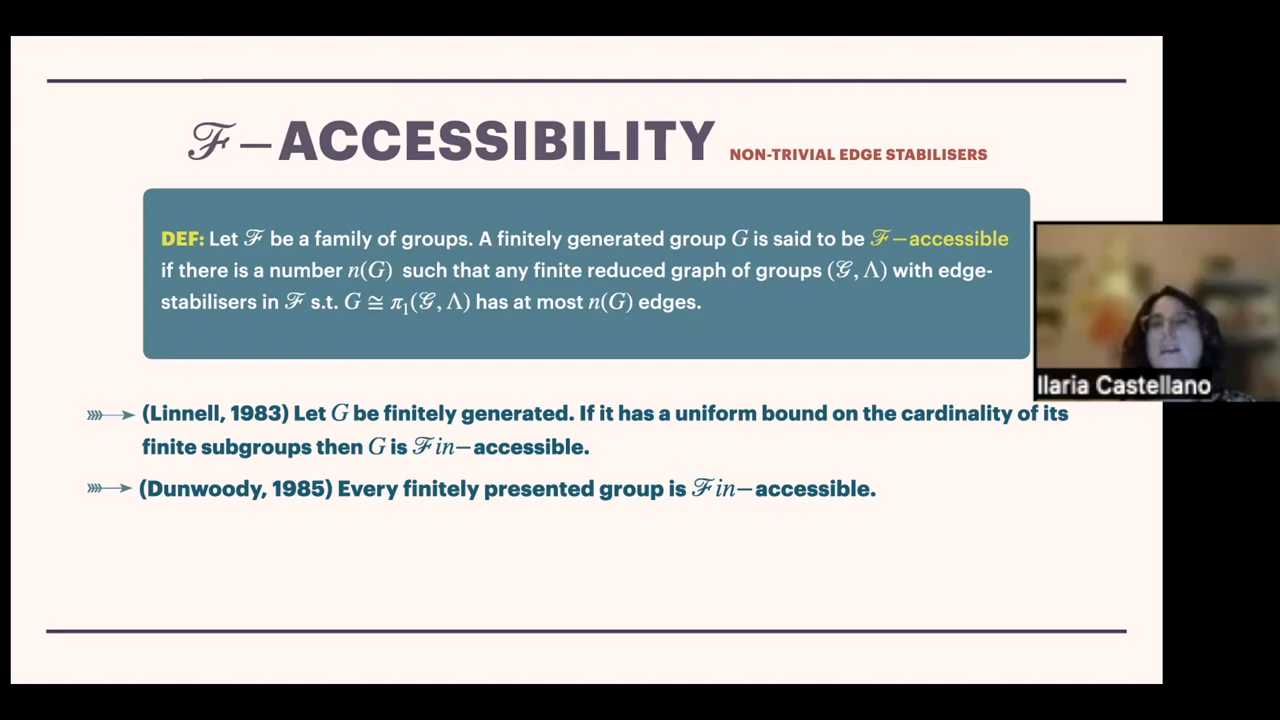 ℱ–ACCESSIBILITY NON-TRIVIAL EDGE STABILISERS
DEF: Let ℱ be a family of groups. A finitely generated group G is said to be ℱ–accessible
if there is a number n(G) such that any finite reduced graph of groups (𝒢, Λ) with edge-
stabilisers in ℱ s.t. G ≅ π₁(𝒢, Λ) has at most n(G) edges.
Ilaria Castellano
(Linnell, 1983) Let G be finitely generated. If it has a uniform bound on the cardinality of its
finite subgroups then G is ℱin–accessible.
(Dunwoody, 1985) Every finitely presented group is ℱin–accessible.